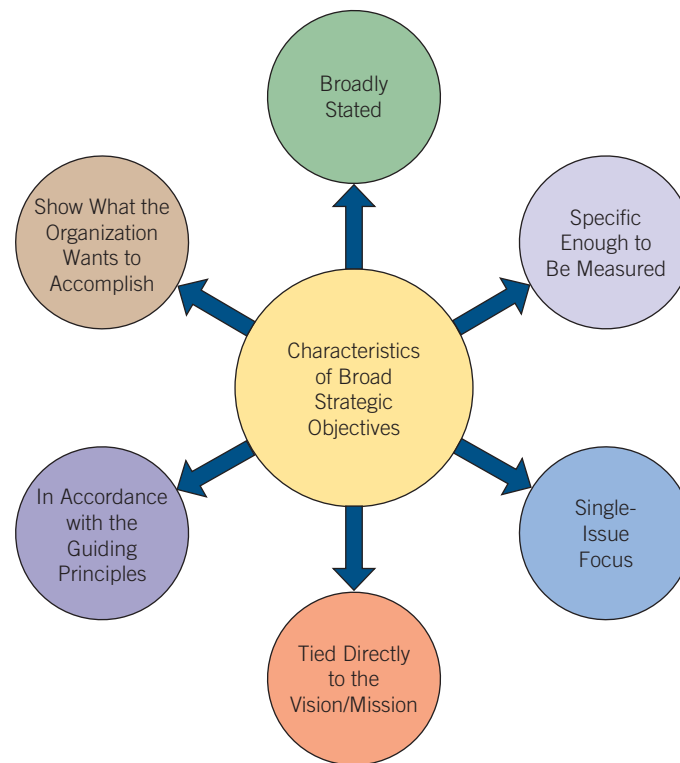 Broadly
Stated
Show What the
Organization
Wants to
Accomplish
Specific
Enough to
Be Measured
Characteristics
of Broad
Strategic
Objectives
In Accordance
with the
Guiding
Principles
Single-
Issue
Focus
Tied Directly
to the
Vision/Mission